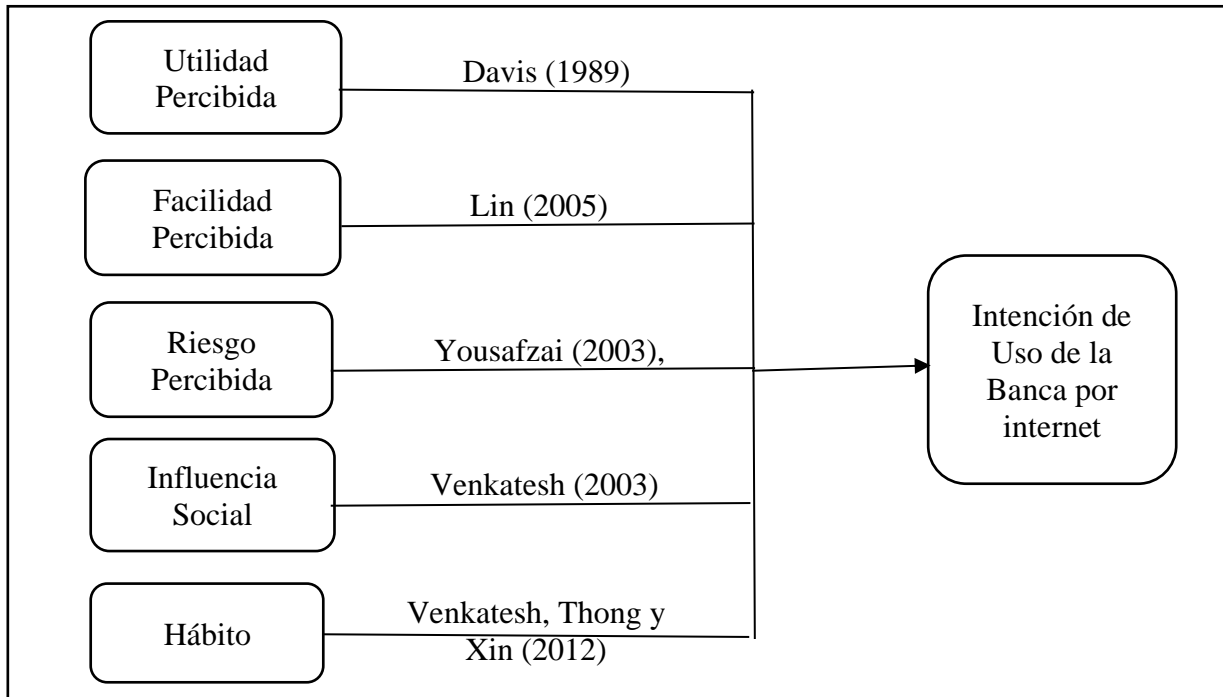 Utilidad
Percibida
Davis (1989)
Facilidad
Percibida
Lin (2005)
Riesgo
Percibida
Yousafzai (2003),
Influencia
Social
Venkatesh (2003)
Hábito
Venkatesh, Thong y
Xin (2012)
Intención de
Uso de la
Banca por
internet